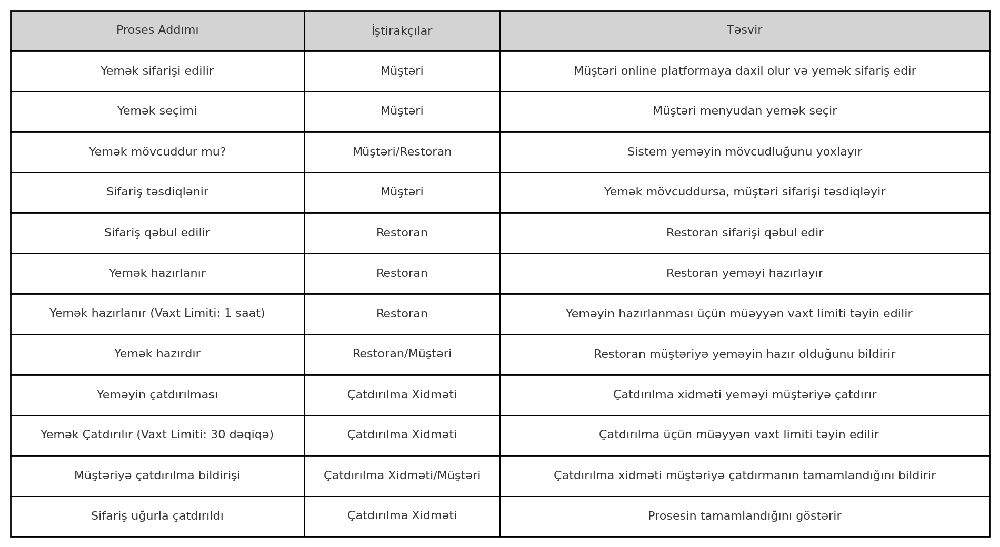 Proses Addımı İştirakçılar Təsvir
Yemək sifarişi edilir Müştəri Müştəri online platformaya daxil olur və yemək sifariş edir
Yemək seçimi Müştəri Müştəri menyudan yemək seçir
Yemək mövcuddur mu? Müştəri/Restoran Sistem yeməyin mövcudluğunu yoxlayır
Sifariş təsdiqlənir Müştəri Yemək mövcuddursa, müştəri sifarişi təsdiqləyir
Sifariş qəbul edilir Restoran Restoran sifarişi qəbul edir
Yemək hazırlanır Restoran Restoran yeməyi hazırlayır
Yemək hazırlanır (Vaxt Limiti: 1 saat) Restoran Yeməyin hazırlanması üçün müəyyən vaxt limiti təyin edilir
Yemək hazırdır Restoran/Müştəri Restoran müştəriyə yeməyin hazır olduğunu bildirir
Yeməyin çatdırılması Çatdırılma Xidməti Çatdırılma xidməti yeməyi müştəriyə çatdırır
Yemək Çatdırılır (Vaxt Limiti: 30 dəqiqə) Çatdırılma Xidməti Çatdırılma üçün müəyyən vaxt limiti təyin edilir
Müştəriyə çatdırılma bildirişi Çatdırılma Xidməti/Müştəri Çatdırılma xidməti müştəriyə çatdırmanın tamamlandığını bildirir
Sifariş uğurla çatdırıldı Çatdırılma Xidməti Prosesin tamamlandığını göstərir